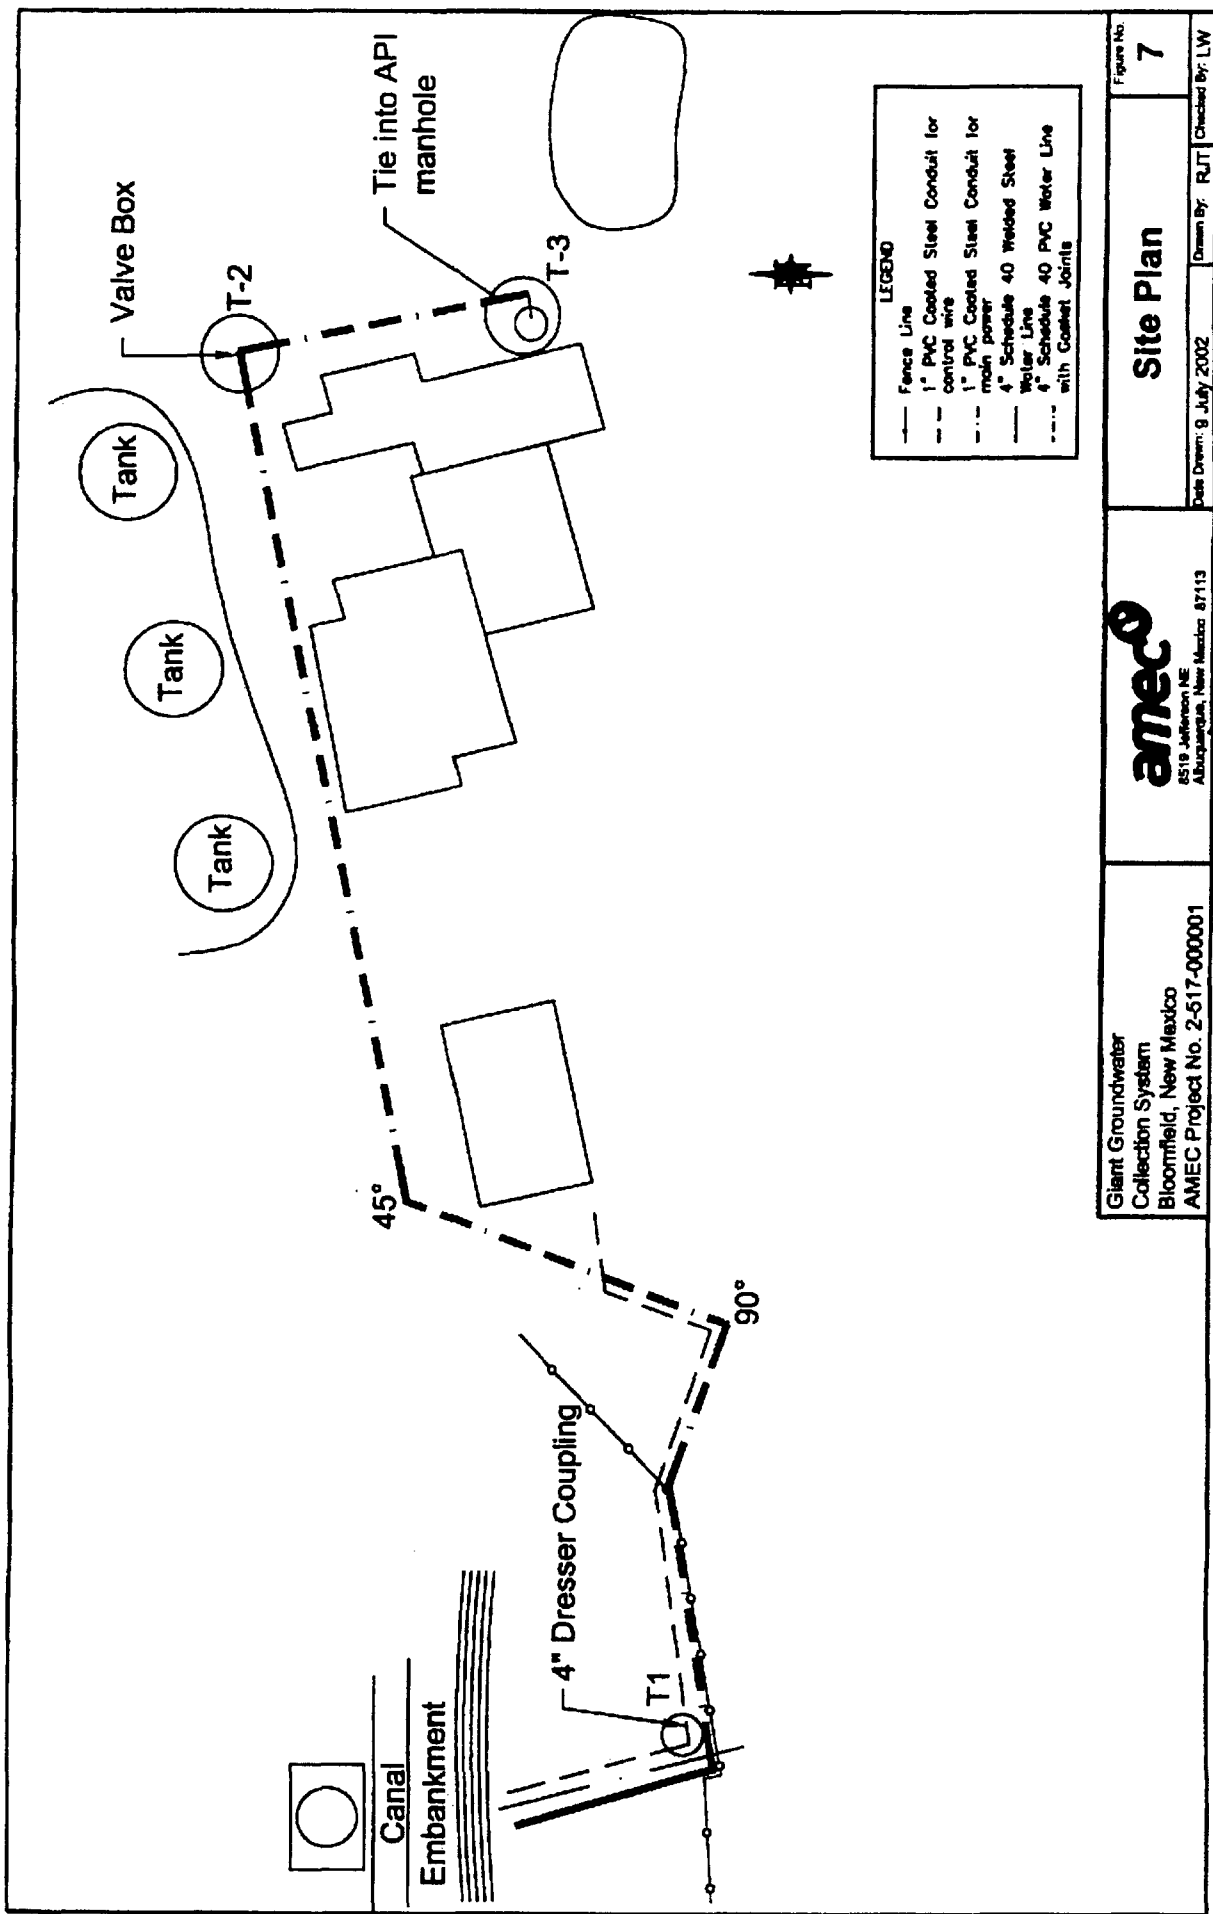 Valve Box
T-2
Tie into API
manhole
T-3
Tank
Tank
Tank
45°
90°
4" Dresser Coupling
T1
Canal
Embankment
LEGEND
Fence Line
1" PVC Coated Steel Conduit for
control wire
1" PVC Coated Steel Conduit for
main power
4" Schedule 40 Welded Steel
Water Line
4" Schedule 40 PVC Water Line
with Gasket Joints
Giant Groundwater
Collection System
Bloomfield, New Mexico
AMEC Project No. 2-517-000001
amec
8519 Jefferson NE
Albuquerque, New Mexico 87113
Site Plan
Figure No.
7
Date Drawn: 9 July 2002
Drawn By: RJT
Checked By: LW